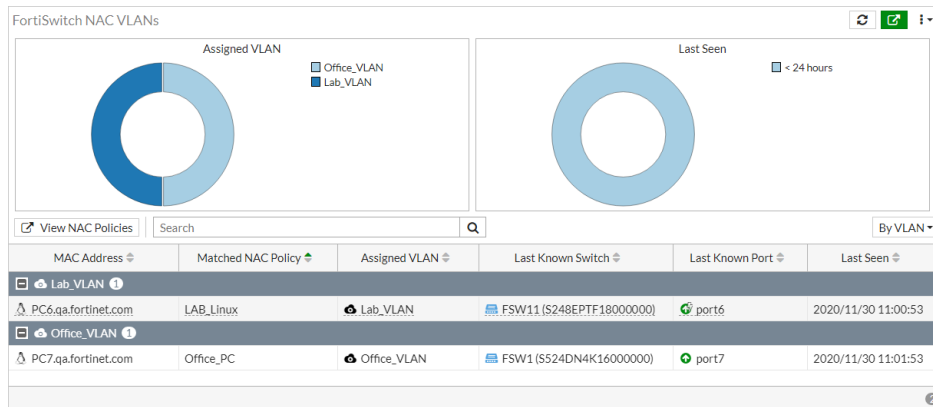 FortiSwitch NAC VLANs
Assigned VLAN
Office_VLAN
Lab_VLAN
Last Seen
< 24 hours
View NAC Policies
Search
By VLAN
MAC Address Matched NAC Policy Assigned VLAN Last Known Switch Last Known Port Last Seen
Lab_VLAN 1
PC6.qa.fortinet.com LAB_Linux Lab_VLAN FSW11 (S248EPTF18000000) port6 2020/11/30 11:00:53
Office_VLAN 1
PC7.qa.fortinet.com Office_PC Office_VLAN FSW1 (S524DN4K16000000) port7 2020/11/30 11:01:53
2